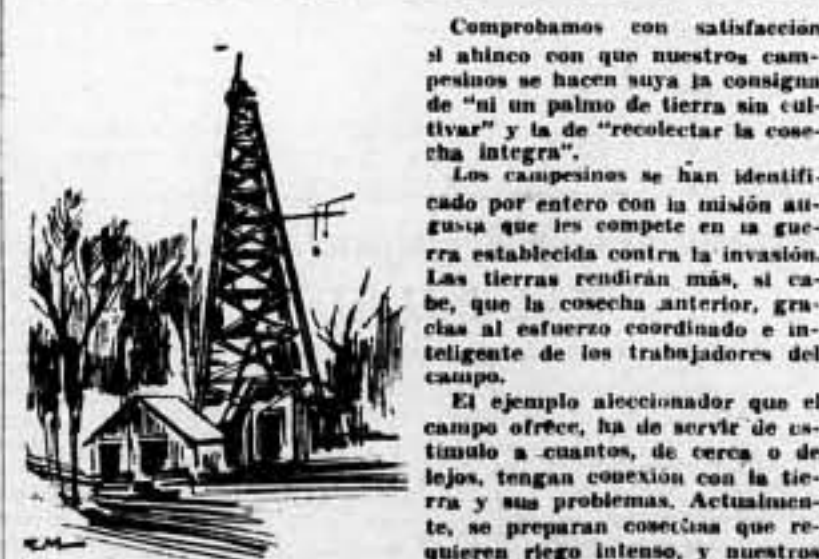 Comprobamos con satisfacción
el ahinco con que nuestros cam-
pesinos se hacen suya la consigna
de “ni un palmo de tierra sin cul-
tivar” y la de “recolectar la cose-
cha integra”.
Los campesinos se han identifi-
cado por entero con la misión au-
gusta que les compete en la gue-
rra establecida contra la invasión.
Las tierras rendirán más, si ca-
be, que la cosecha anterior, gra-
cias al esfuerzo coordinado e in-
teligente de los trabajadores del
campo.
El ejemplo aleccionador que el
campo ofrece, ha de servir de es-
tímulo a cuantos, de cerca o de
lejos, tengan conexión con la tie-
rra y sus problemas. Actualmen-
te, se preparan cosechas que re-
quieren riego intenso, y nuestros